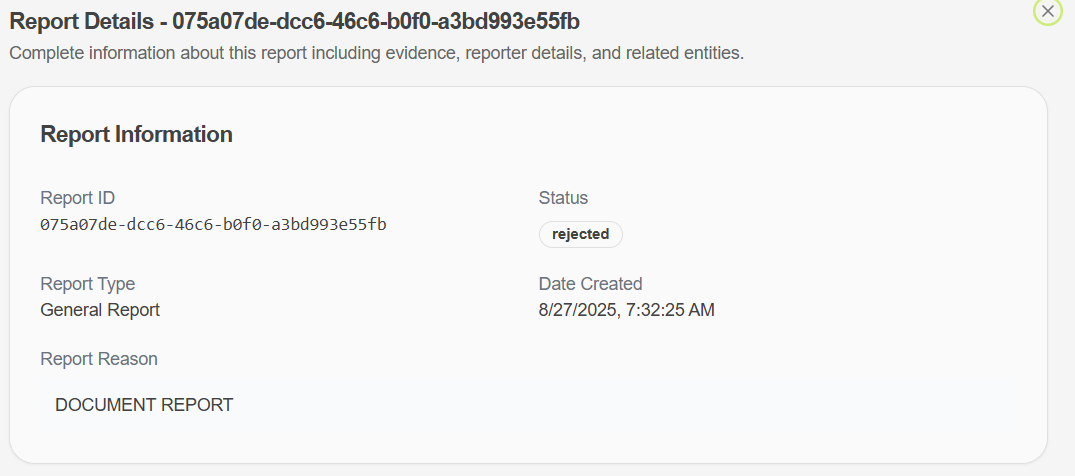 Report Details - 075a07de-dcc6-46c6-b0f0-a3bd993e55fb
Complete information about this report including evidence, reporter details, and related entities.
Report Information
Report ID
075a07de-dcc6-46c6-b0f0-a3bd993e55fb
Status
rejected
Report Type
General Report
Date Created
8/27/2025, 7:32:25 AM
Report Reason
DOCUMENT REPORT